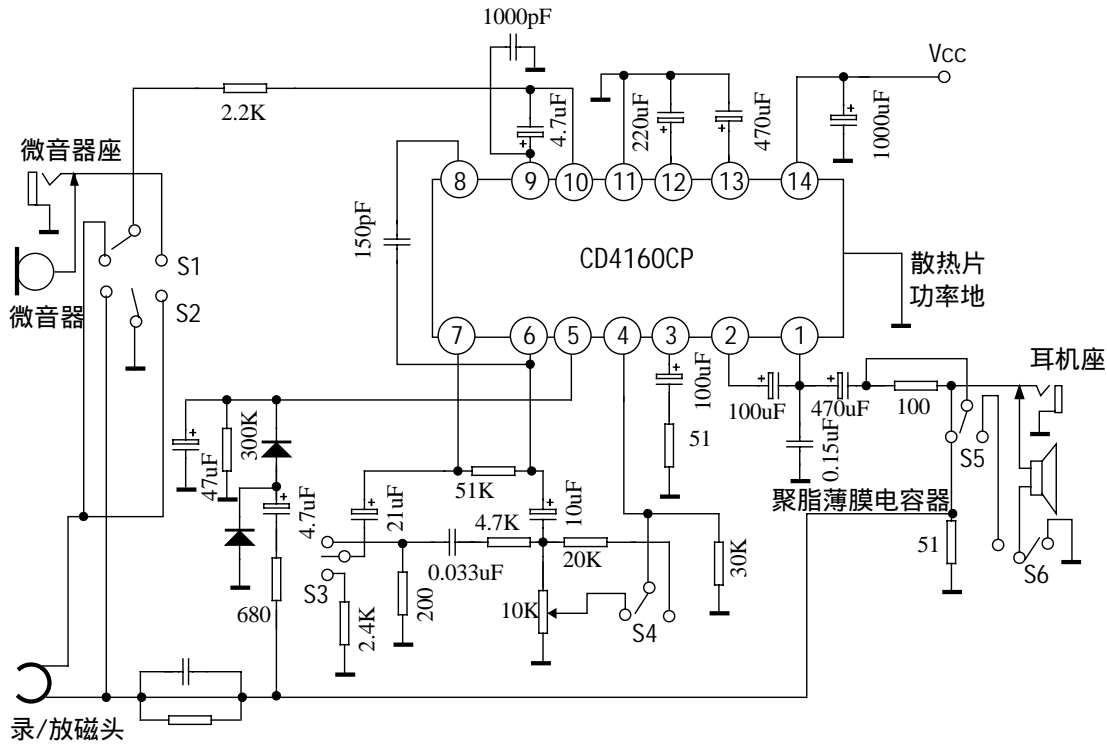 1000pF
Vcc
2.2K
4.7uF
220uF
470uF
1000uF
微音器座
8
9
10
11
12
13
14
150pF
CD4160CP
S1
S2
微音器
散热片
功率地
7
6
5
4
3
2
1
耳机座
100uF
100uF
470uF
100
300K
51
0.15uF
S5
47uF
4.7uF
21uF
51K
10uF
聚脂薄膜电容器
4.7K
0.033uF
20K
30K
51
S6
S3
680
2.4K
200
10K
S4
录/放磁头